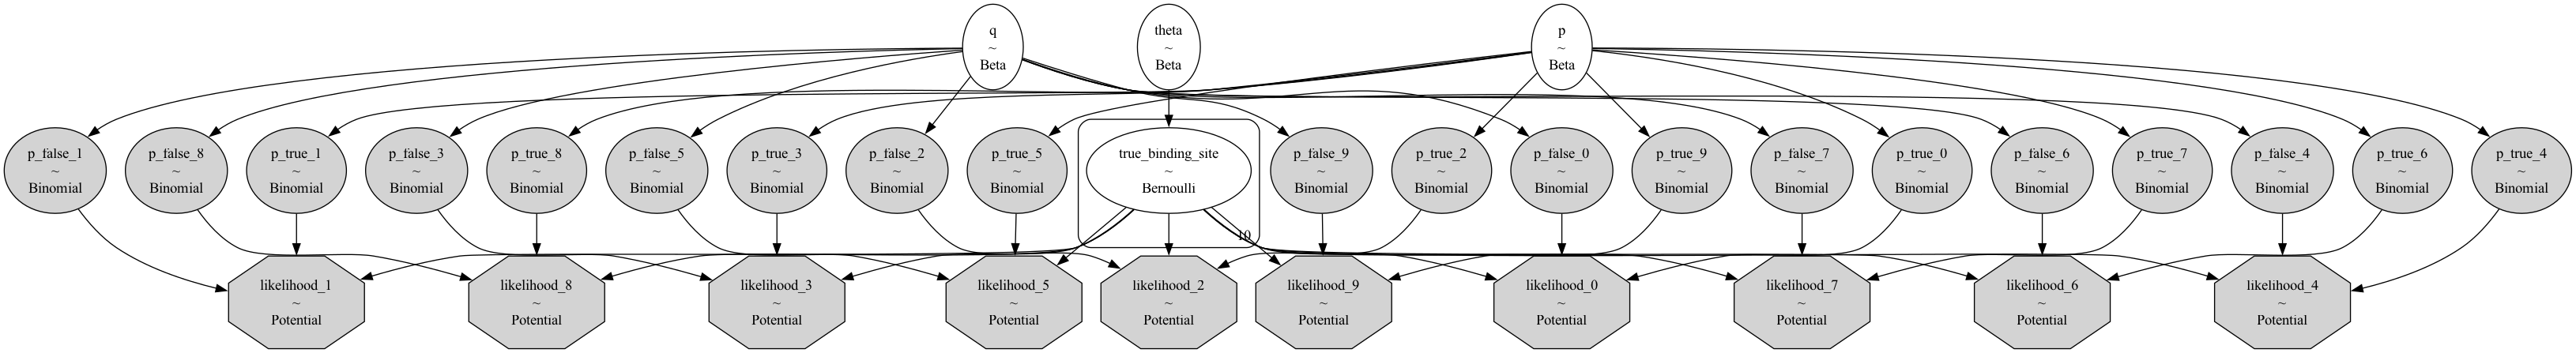 q
~
Beta
theta
~
Beta
p
~
Beta
p_false_1
~
Binomial
p_false_8
~
Binomial
p_true_1
~
Binomial
p_false_3
~
Binomial
p_true_8
~
Binomial
p_false_5
~
Binomial
p_true_3
~
Binomial
p_false_2
~
Binomial
p_true_5
~
Binomial
true_binding_site
~
Bernoulli
p_false_9
~
Binomial
p_true_2
~
Binomial
p_false_0
~
Binomial
p_true_9
~
Binomial
p_false_7
~
Binomial
p_true_0
~
Binomial
p_false_6
~
Binomial
p_true_7
~
Binomial
p_false_4
~
Binomial
p_true_6
~
Binomial
p_true_4
~
Binomial
10
likelihood_1
~
Potential
likelihood_8
~
Potential
likelihood_3
~
Potential
likelihood_5
~
Potential
likelihood_2
~
Potential
likelihood_9
~
Potential
likelihood_0
~
Potential
likelihood_7
~
Potential
likelihood_6
~
Potential
likelihood_4
~
Potential